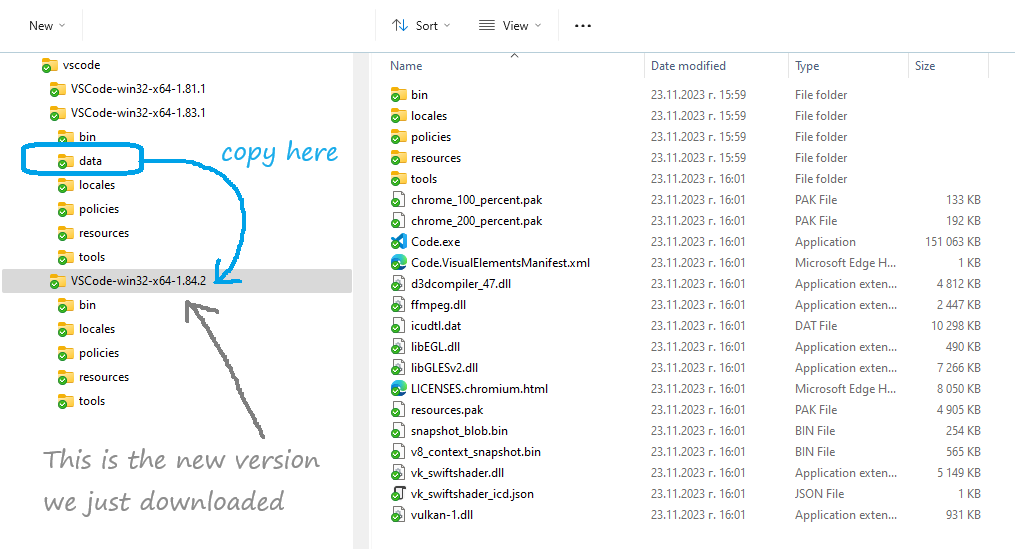 New
Sort
View
vscode
VSCode-win32-x64-1.81.1
VSCode-win32-x64-1.83.1
bin
data
copy here
locales
policies
resources
tools
VSCode-win32-x64-1.84.2
bin
locales
policies
resources
tools
This is the new version
we just downloaded
Name Date modified Type Size
bin 23.11.2023 г. 15:59 File folder
locales 23.11.2023 г. 15:59 File folder
policies 23.11.2023 г. 15:59 File folder
resources 23.11.2023 г. 15:59 File folder
tools 23.11.2023 г. 16:01 File folder
chrome_100_percent.pak 23.11.2023 г. 16:01 PAK File 133 KB
chrome_200_percent.pak 23.11.2023 г. 16:01 PAK File 192 KB
Code.exe 23.11.2023 г. 16:01 Application 151 063 KB
Code.VisualElementsManifest.xml 23.11.2023 г. 16:01 Microsoft Edge H... 1 KB
d3dcompiler_47.dll 23.11.2023 г. 16:01 Application exten... 4 812 KB
ffmpeg.dll 23.11.2023 г. 16:01 Application exten... 2 447 KB
icudtl.dat 23.11.2023 г. 16:01 DAT File 10 298 KB
libEGL.dll 23.11.2023 г. 16:01 Application exten... 490 KB
libGLESv2.dll 23.11.2023 г. 16:01 Application exten... 7 266 KB
LICENSES.chromium.html 23.11.2023 г. 16:01 Microsoft Edge H... 8 050 KB
resources.pak 23.11.2023 г. 16:01 PAK File 4 905 KB
snapshot_blob.bin 23.11.2023 г. 16:01 BIN File 254 KB
v8_context_snapshot.bin 23.11.2023 г. 16:01 BIN File 565 KB
vk_swiftshader.dll 23.11.2023 г. 16:01 Application exten... 5 149 KB
vk_swiftshader_icd.json 23.11.2023 г. 16:01 JSON File 1 KB
vulkan-1.dll 23.11.2023 г. 16:01 Application exten... 931 KB